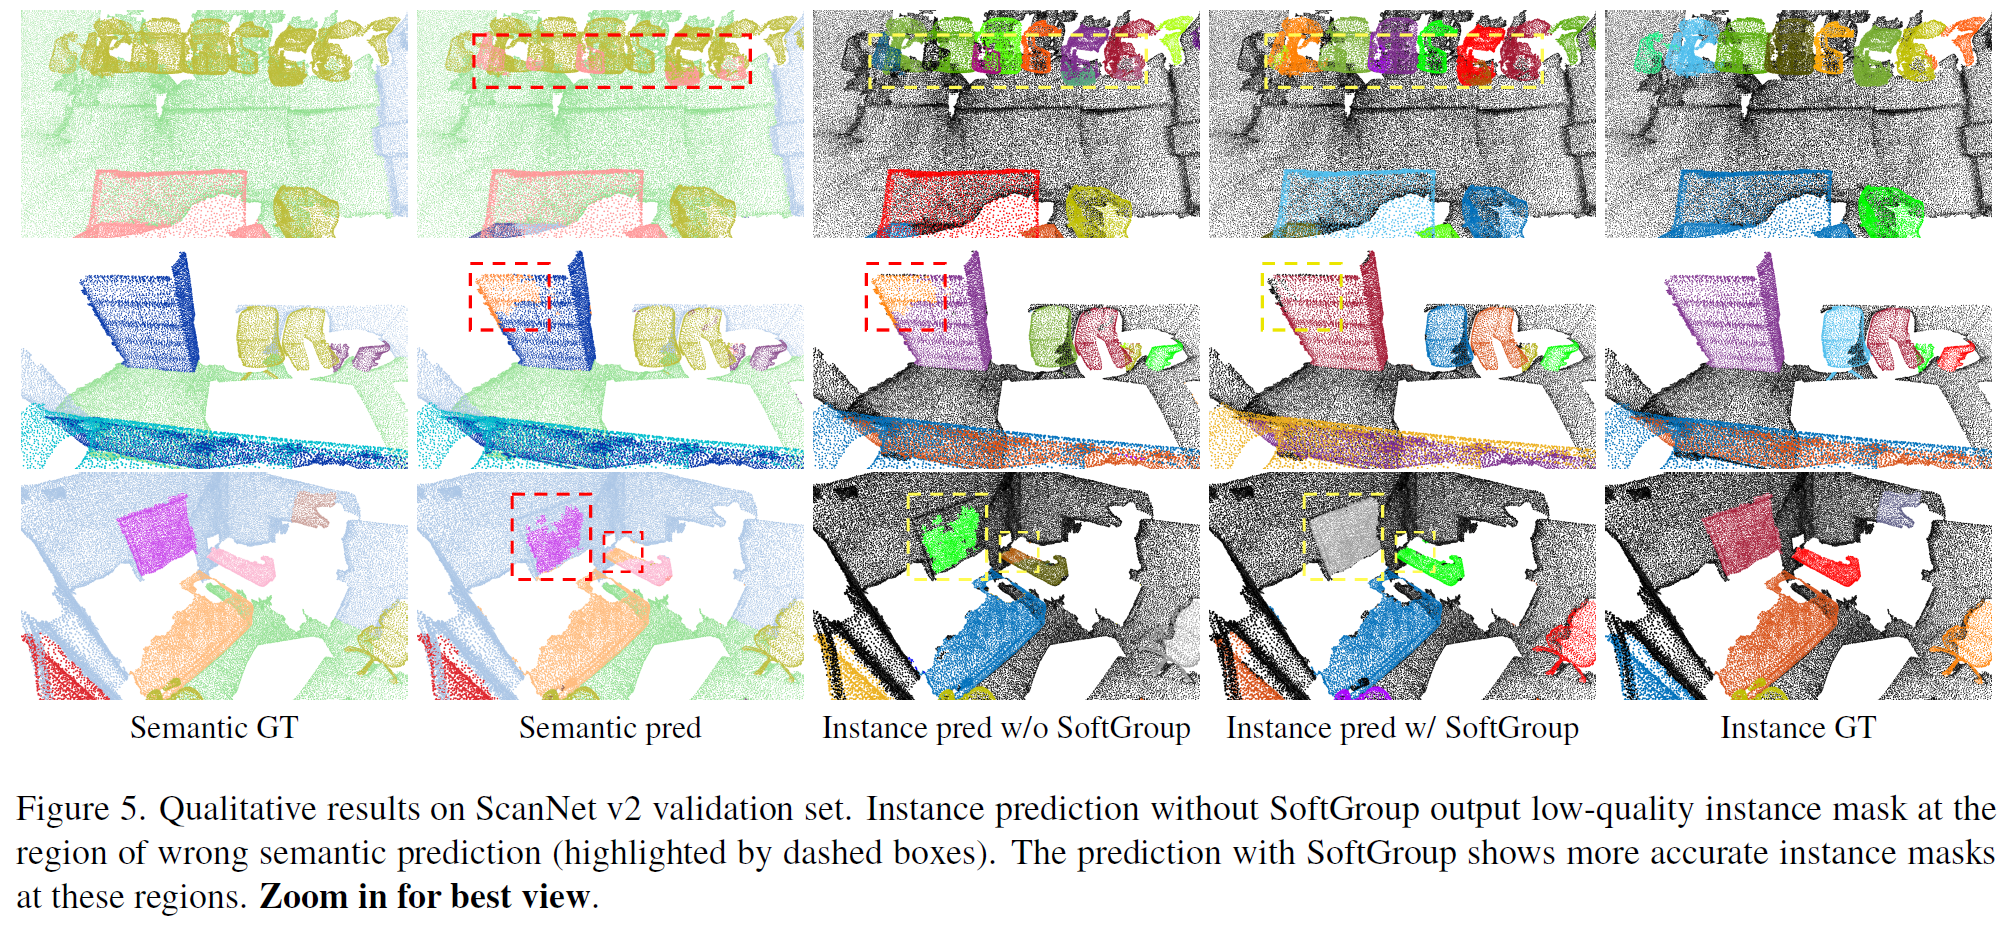 Semantic GT
Semantic pred
Instance pred w/o SoftGroup
Instance pred w/ SoftGroup
Instance GT
Figure 5. Qualitative results on ScanNet v2 validation set. Instance prediction without SoftGroup output low-quality instance mask at the
region of wrong semantic prediction (highlighted by dashed boxes). The prediction with SoftGroup shows more accurate instance masks
at these regions. Zoom in for best view.